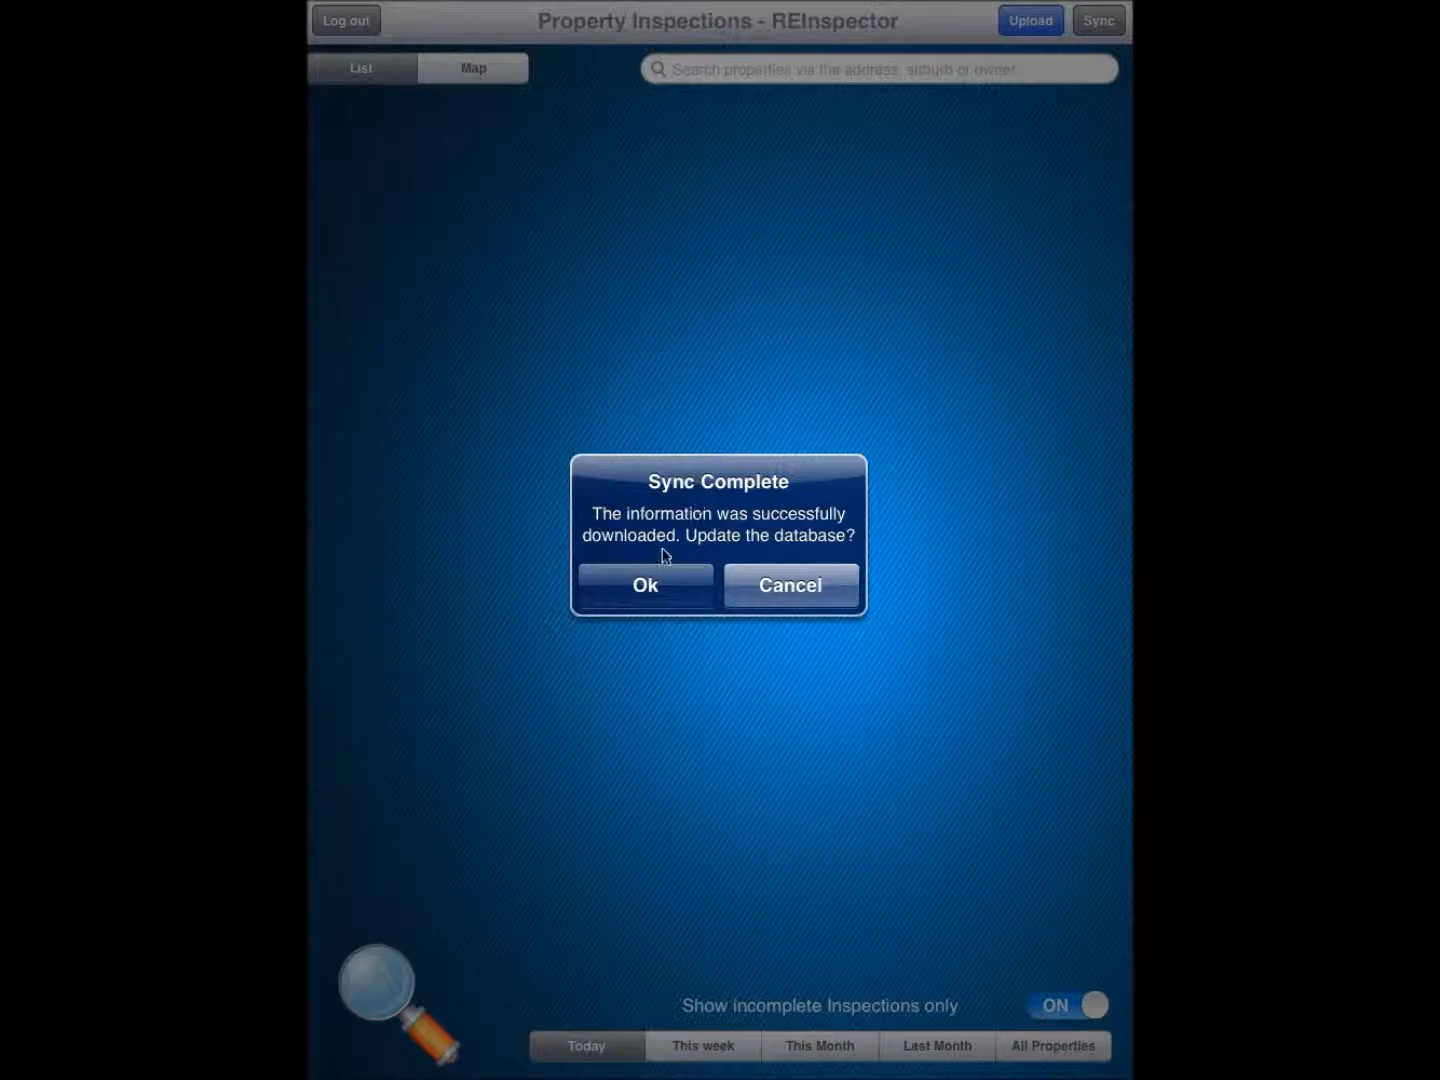 Log out
Property Inspections - REInspector
Upload
Sync
List
Map
Search properties via the address, suburb or owner
Sync Complete
The information was successfully
downloaded. Update the database?
Ok
Cancel
Show incomplete Inspections only
ON
Today
This week
This Month
Last Month
All Properties